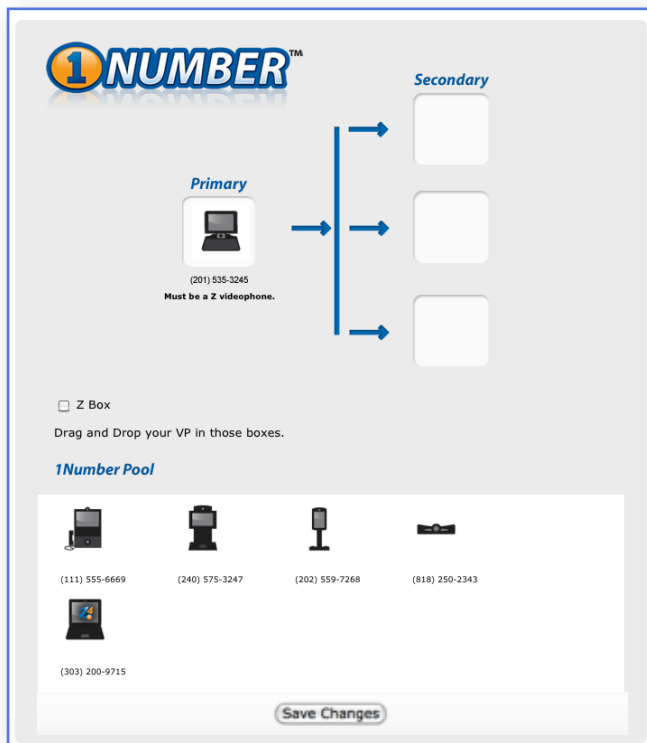 1NUMBER™
Secondary
Primary
(201) 535-3245
Must be a Z videophone.
Z Box
Drag and Drop your VP in those boxes.
1Number Pool
(111) 555-6669
(240) 575-3247
(202) 559-7268
(818) 250-2343
(303) 200-9715
Save Changes